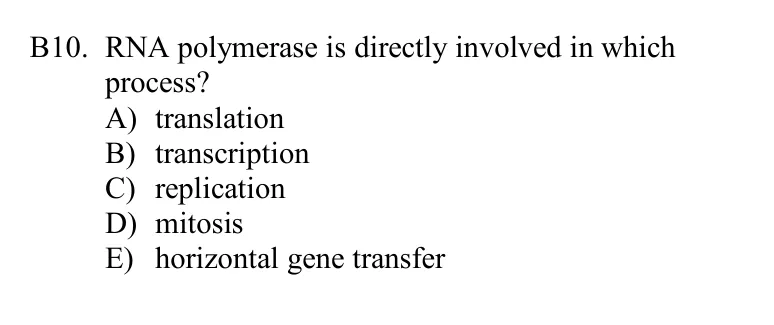 B10. RNA polymerase is directly involved in which
process?
A) translation
B) transcription
C) replication
D) mitosis
E) horizontal gene transfer